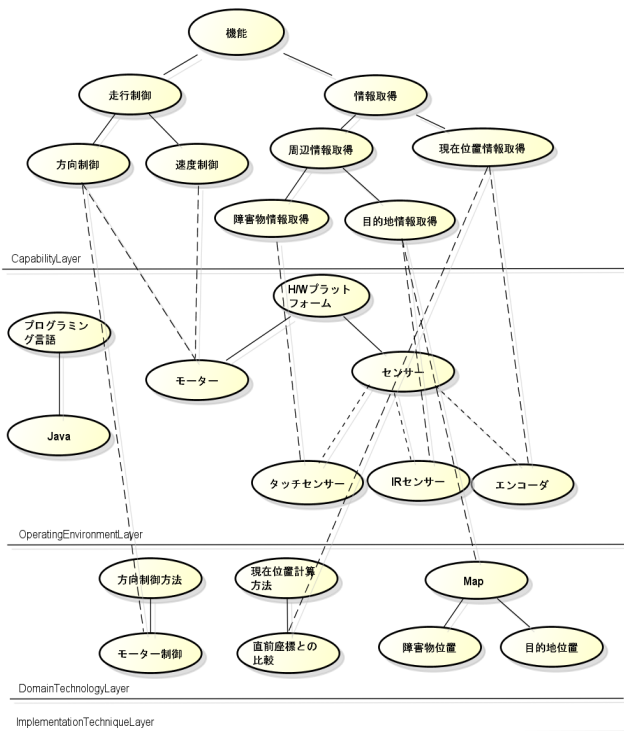 機能
走行制御
情報取得
方向制御
速度制御
周辺情報取得
現在位置情報取得
障害物情報取得
目的地情報取得
CapabilityLayer
H/Wプラット
フォーム
プログラミン
グ言語
モーター
センサー
Java
タッチセンサー
IRセンサー
エンコーダ
OperatingEnvironmentLayer
方向制御方法
現在位置計算
方法
Map
モーター制御
直前座標との
比較
障害物位置
目的地位置
DomainTechnologyLayer
ImplementationTechniqueLayer